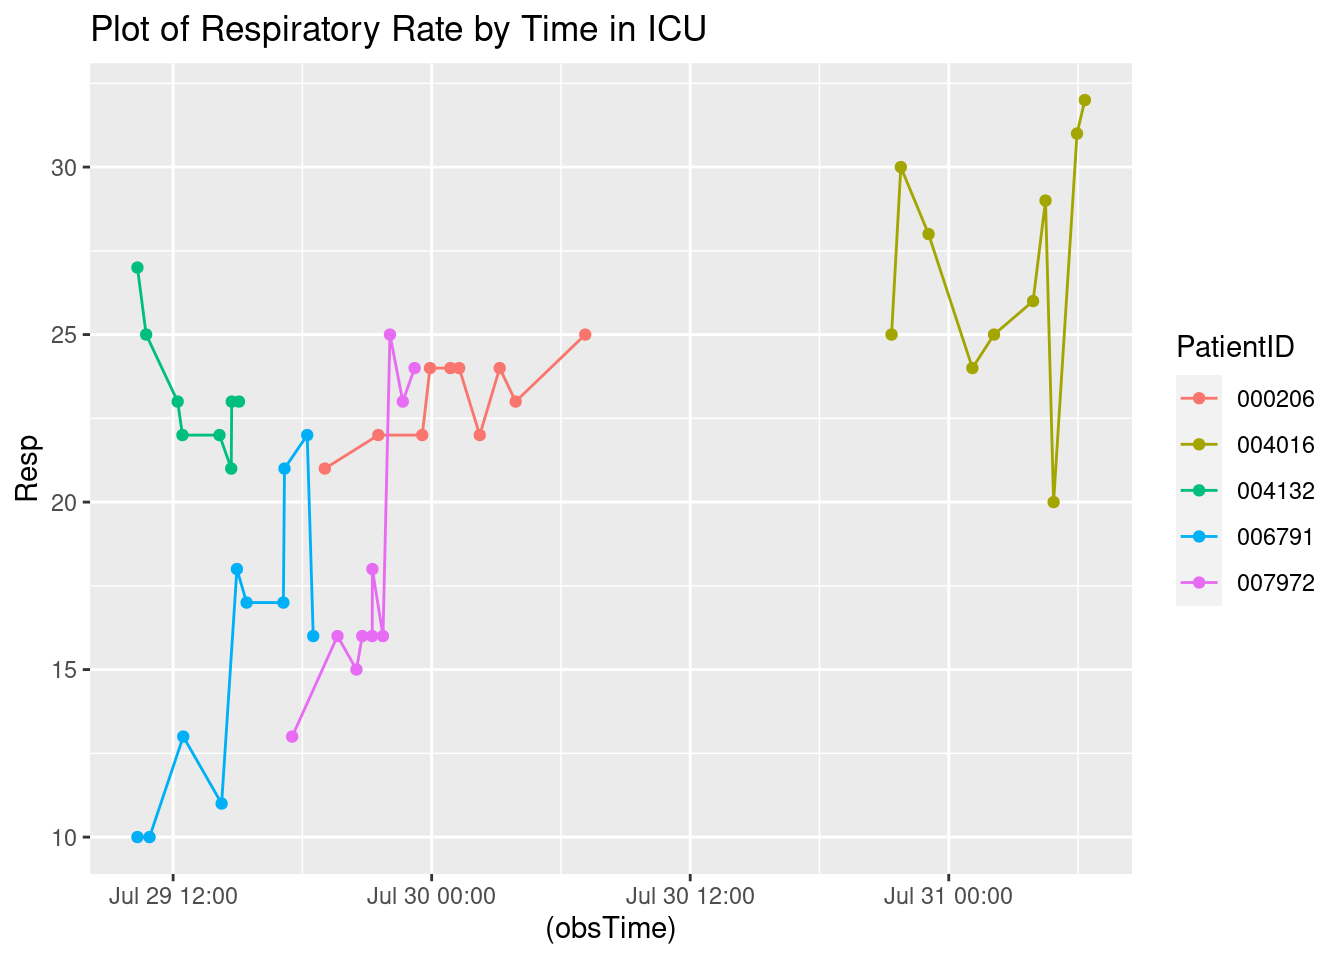 Plot of Respiratory Rate by Time in ICU
Resp
30
25
20
15
10
Jul 29 12:00
Jul 30 00:00
Jul 30 12:00
Jul 31 00:00
(obsTime)
PatientID
000206
004016
004132
006791
007972